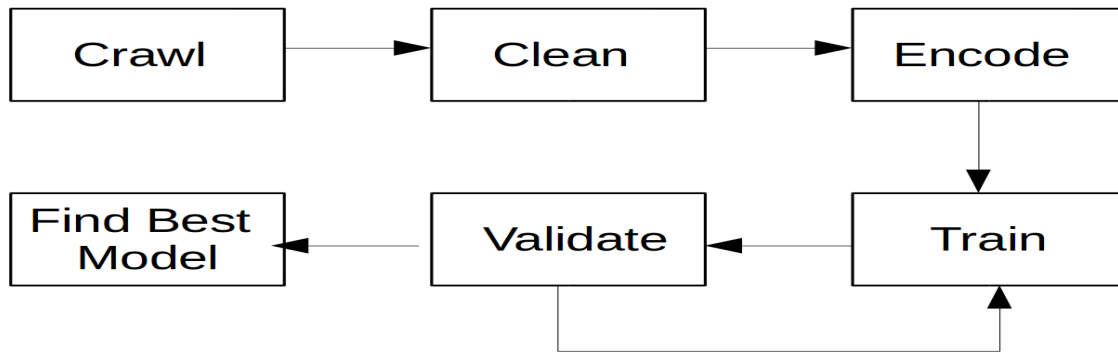 Crawl
Clean
Encode
Find Best
Model
Validate
Train